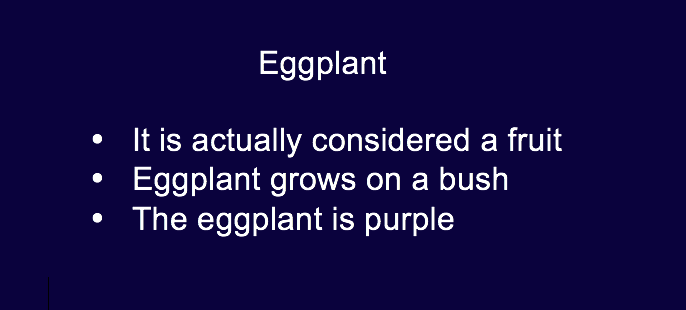 Eggplant
• It is actually considered a fruit
• Eggplant grows on a bush
• The eggplant is purple